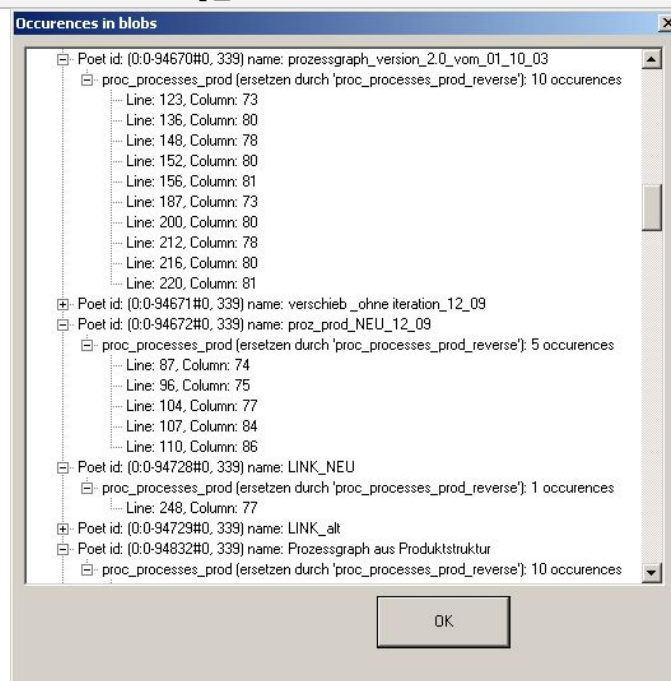 Occurences in blobs
Poet id: (0:0-94670#0, 339) name: prozessgraph_version_2.0_vom_01_10_03
proc_processes_prod (ersetzen durch 'proc_processes_prod_reverse'): 10 occurences
Line: 123, Column: 73
Line: 136, Column: 80
Line: 148, Column: 78
Line: 152, Column: 80
Line: 156, Column: 81
Line: 187, Column: 73
Line: 200, Column: 80
Line: 212, Column: 78
Line: 216, Column: 80
Line: 220, Column: 81
Poet id: (0:0-94671#0, 339) name: verschieb _ohne iteration_12_09
Poet id: (0:0-94672#0, 339) name: proz_prod_NEU_12_09
proc_processes_prod (ersetzen durch 'proc_processes_prod_reverse'): 5 occurences
Line: 87, Column: 74
Line: 96, Column: 75
Line: 104, Column: 77
Line: 107, Column: 84
Line: 110, Column: 86
Poet id: (0:0-94728#0, 339) name: LINK_NEU
proc_processes_prod (ersetzen durch 'proc_processes_prod_reverse'): 1 occurences
Line: 248, Column: 77
Poet id: (0:0-94729#0, 339) name: LINK_alt
Poet id: (0:0-94832#0, 339) name: Prozessgraph aus Produktstruktur
proc_processes_prod (ersetzen durch 'proc_processes_prod_reverse'): 10 occurences
OK